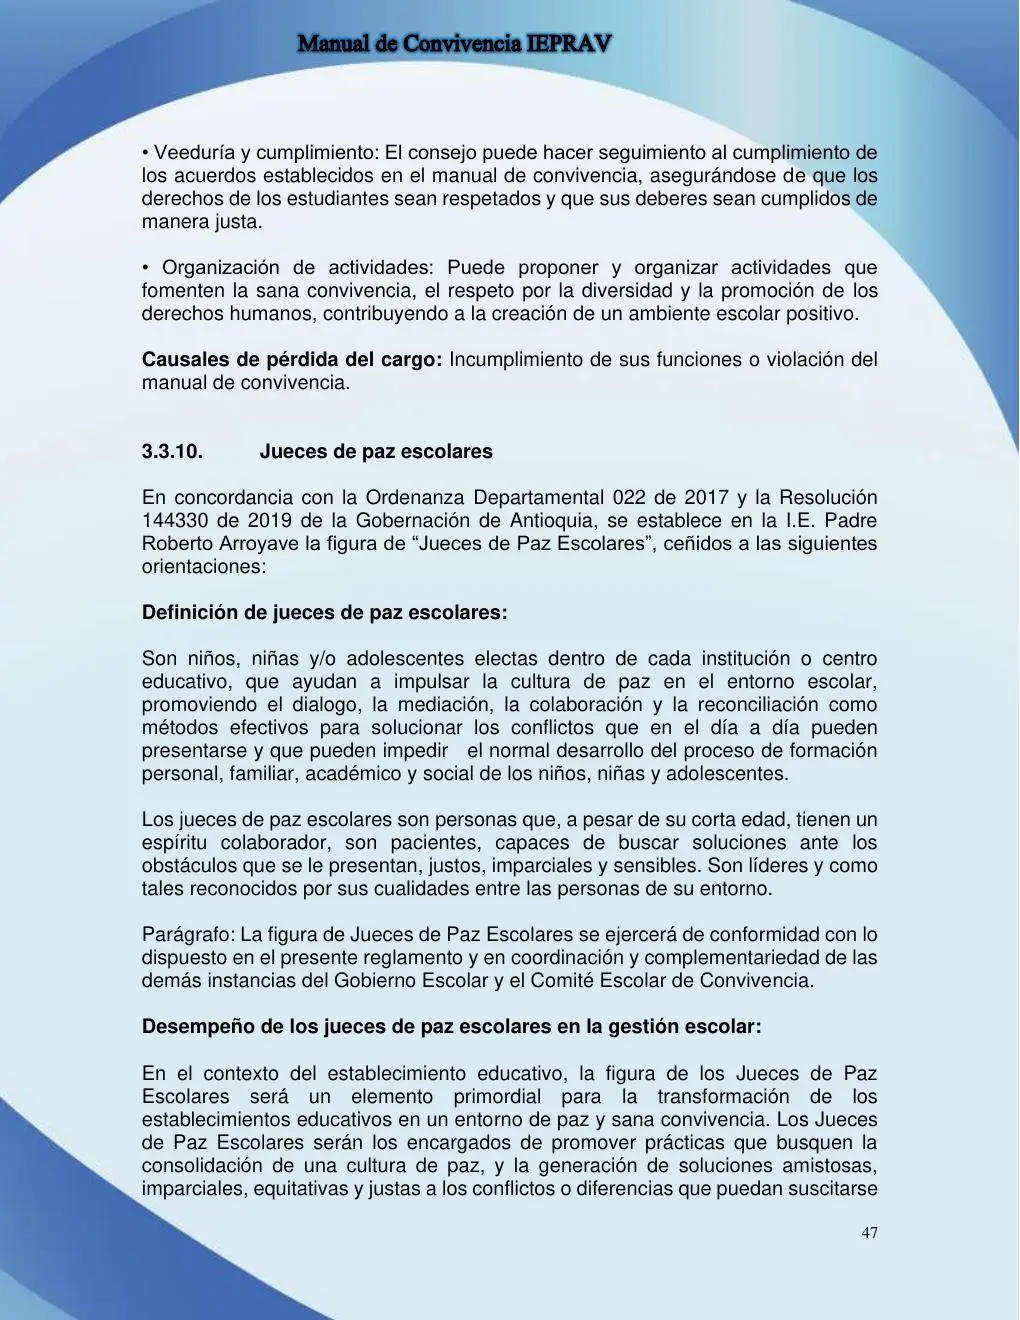 Manual de Convivencia IEPRAV
• Veeduría y cumplimiento: El consejo puede hacer seguimiento al cumplimiento de
los acuerdos establecidos en el manual de convivencia, asegurándose de que los
derechos de los estudiantes sean respetados y que sus deberes sean cumplidos de
manera justa.
• Organización de actividades: Puede proponer y organizar actividades que
fomenten la sana convivencia, el respeto por la diversidad y la promoción de los
derechos humanos, contribuyendo a la creación de un ambiente escolar positivo.
Causales de pérdida del cargo: Incumplimiento de sus funciones o violación del
manual de convivencia.
3.3.10. Jueces de paz escolares
En concordancia con la Ordenanza Departamental 022 de 2017 y la Resolución
144330 de 2019 de la Gobernación de Antioquia, se establece en la I.E. Padre
Roberto Arroyave la figura de “Jueces de Paz Escolares”, ceñidos a las siguientes
orientaciones:
Definición de jueces de paz escolares:
Son niños, niñas y/o adolescentes electas dentro de cada institución o centro
educativo, que ayudan a impulsar la cultura de paz en el entorno escolar,
promoviendo el dialogo, la mediación, la colaboración y la reconciliación como
métodos efectivos para solucionar los conflictos que en el día a día pueden
presentarse y que pueden impedir el normal desarrollo del proceso de formación
personal, familiar, académico y social de los niños, niñas y adolescentes.
Los jueces de paz escolares son personas que, a pesar de su corta edad, tienen un
espíritu colaborador, son pacientes, capaces de buscar soluciones ante los
obstáculos que se le presentan, justos, imparciales y sensibles. Son líderes y como
tales reconocidos por sus cualidades entre las personas de su entorno.
Parágrafo: La figura de Jueces de Paz Escolares se ejercerá de conformidad con lo
dispuesto en el presente reglamento y en coordinación y complementariedad de las
demás instancias del Gobierno Escolar y el Comité Escolar de Convivencia.
Desempeño de los jueces de paz escolares en la gestión escolar:
En el contexto del establecimiento educativo, la figura de los Jueces de Paz
Escolares será un elemento primordial para la transformación de los
establecimientos educativos en un entorno de paz y sana convivencia. Los Jueces
de Paz Escolares serán los encargados de promover prácticas que busquen la
consolidación de una cultura de paz, y la generación de soluciones amistosas,
imparciales, equitativas y justas a los conflictos o diferencias que puedan suscitarse
47